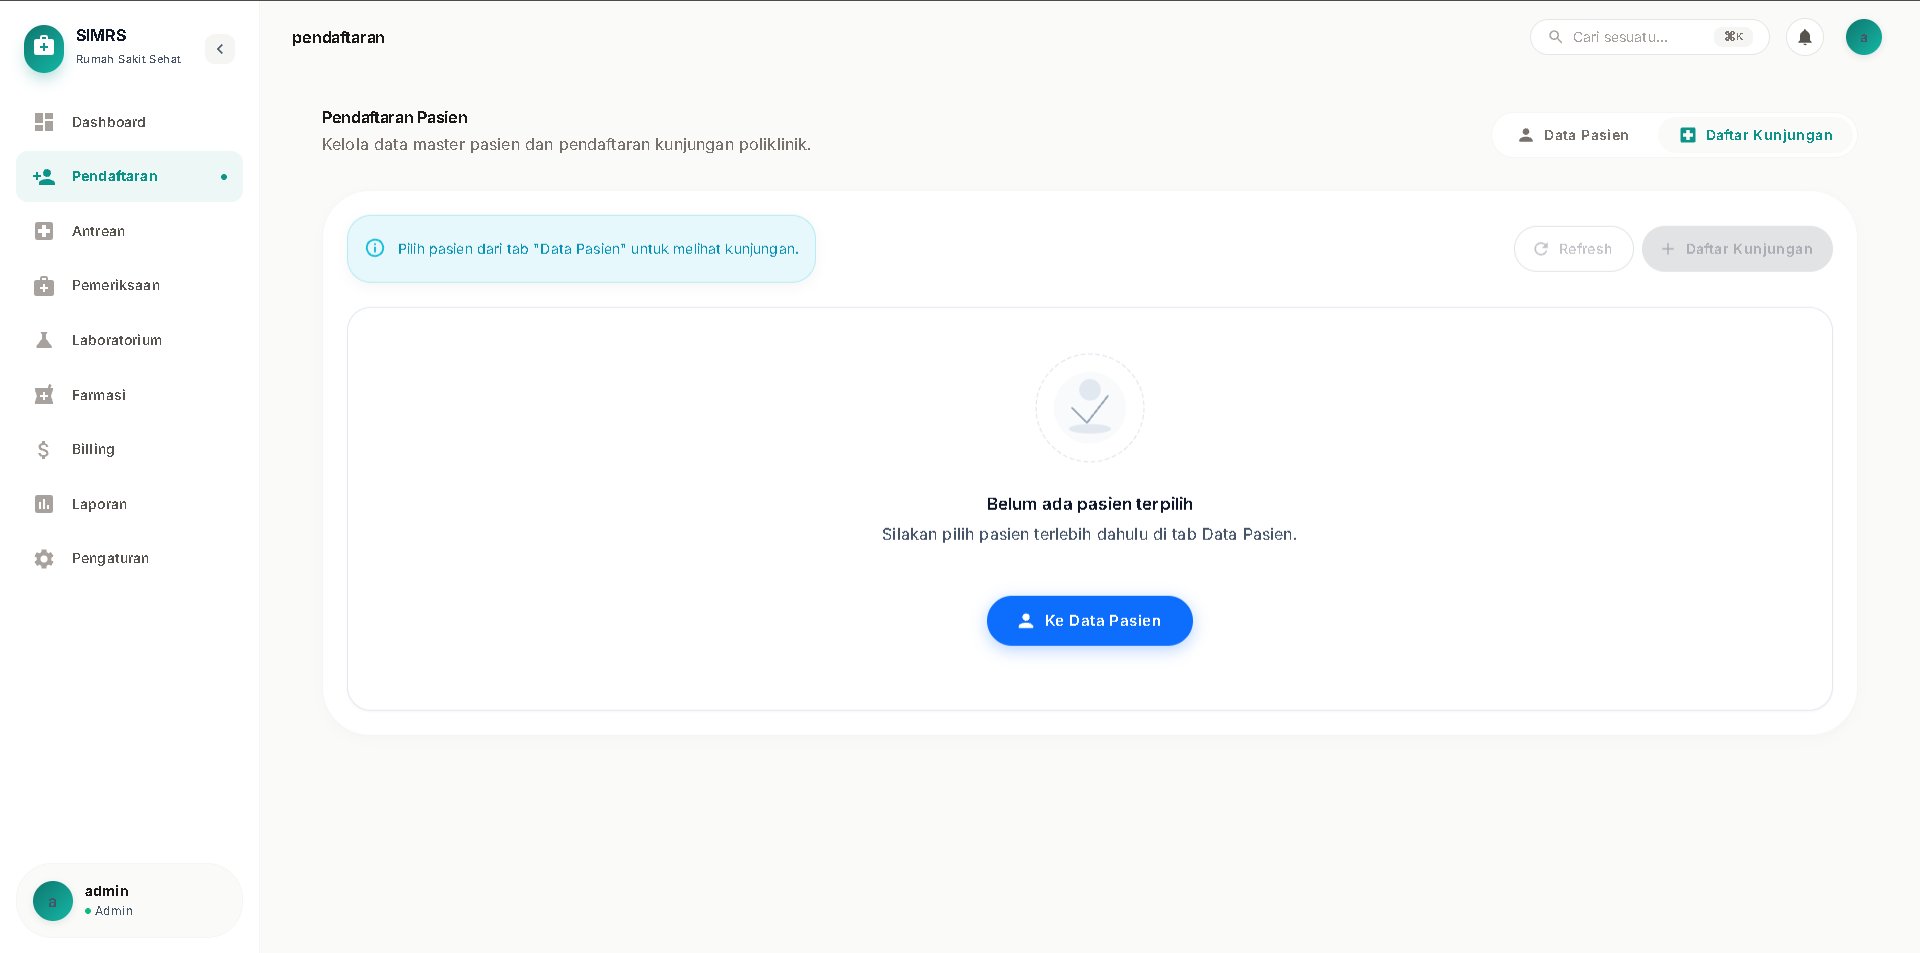 SIMRS
Rumah Sakit Sehat
Dashboard
Pendaftaran
Antrean
Pemeriksaan
Laboratorium
Farmasi
Billing
Laporan
Pengaturan
a
admin
Admin
pendaftaran
Cari sesuatu...
⌘K
a
Pendaftaran Pasien
Kelola data master pasien dan pendaftaran kunjungan poliklinik.
Data Pasien
Daftar Kunjungan
Pilih pasien dari tab "Data Pasien" untuk melihat kunjungan.
Refresh
Daftar Kunjungan
Belum ada pasien terpilih
Silakan pilih pasien terlebih dahulu di tab Data Pasien.
Ke Data Pasien